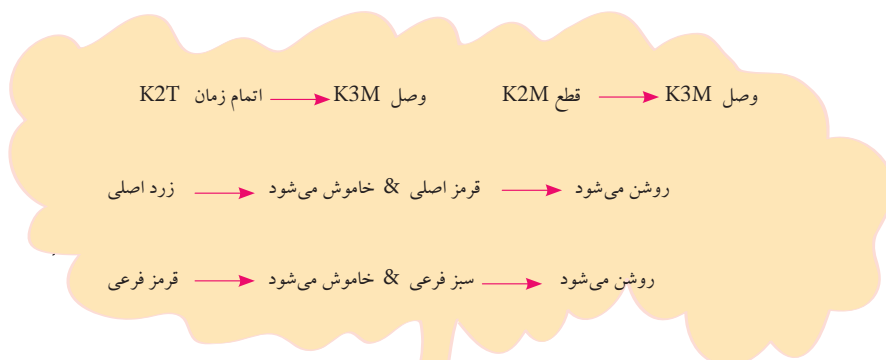 K2T اتمام زمان → K3M وصل K2M قطع → K3M وصل
زرد اصلی → خاموش می‌شود & قرمز اصلی → روشن می‌شود
قرمز فرعی → خاموش می‌شود & سبز فرعی → روشن می‌شود